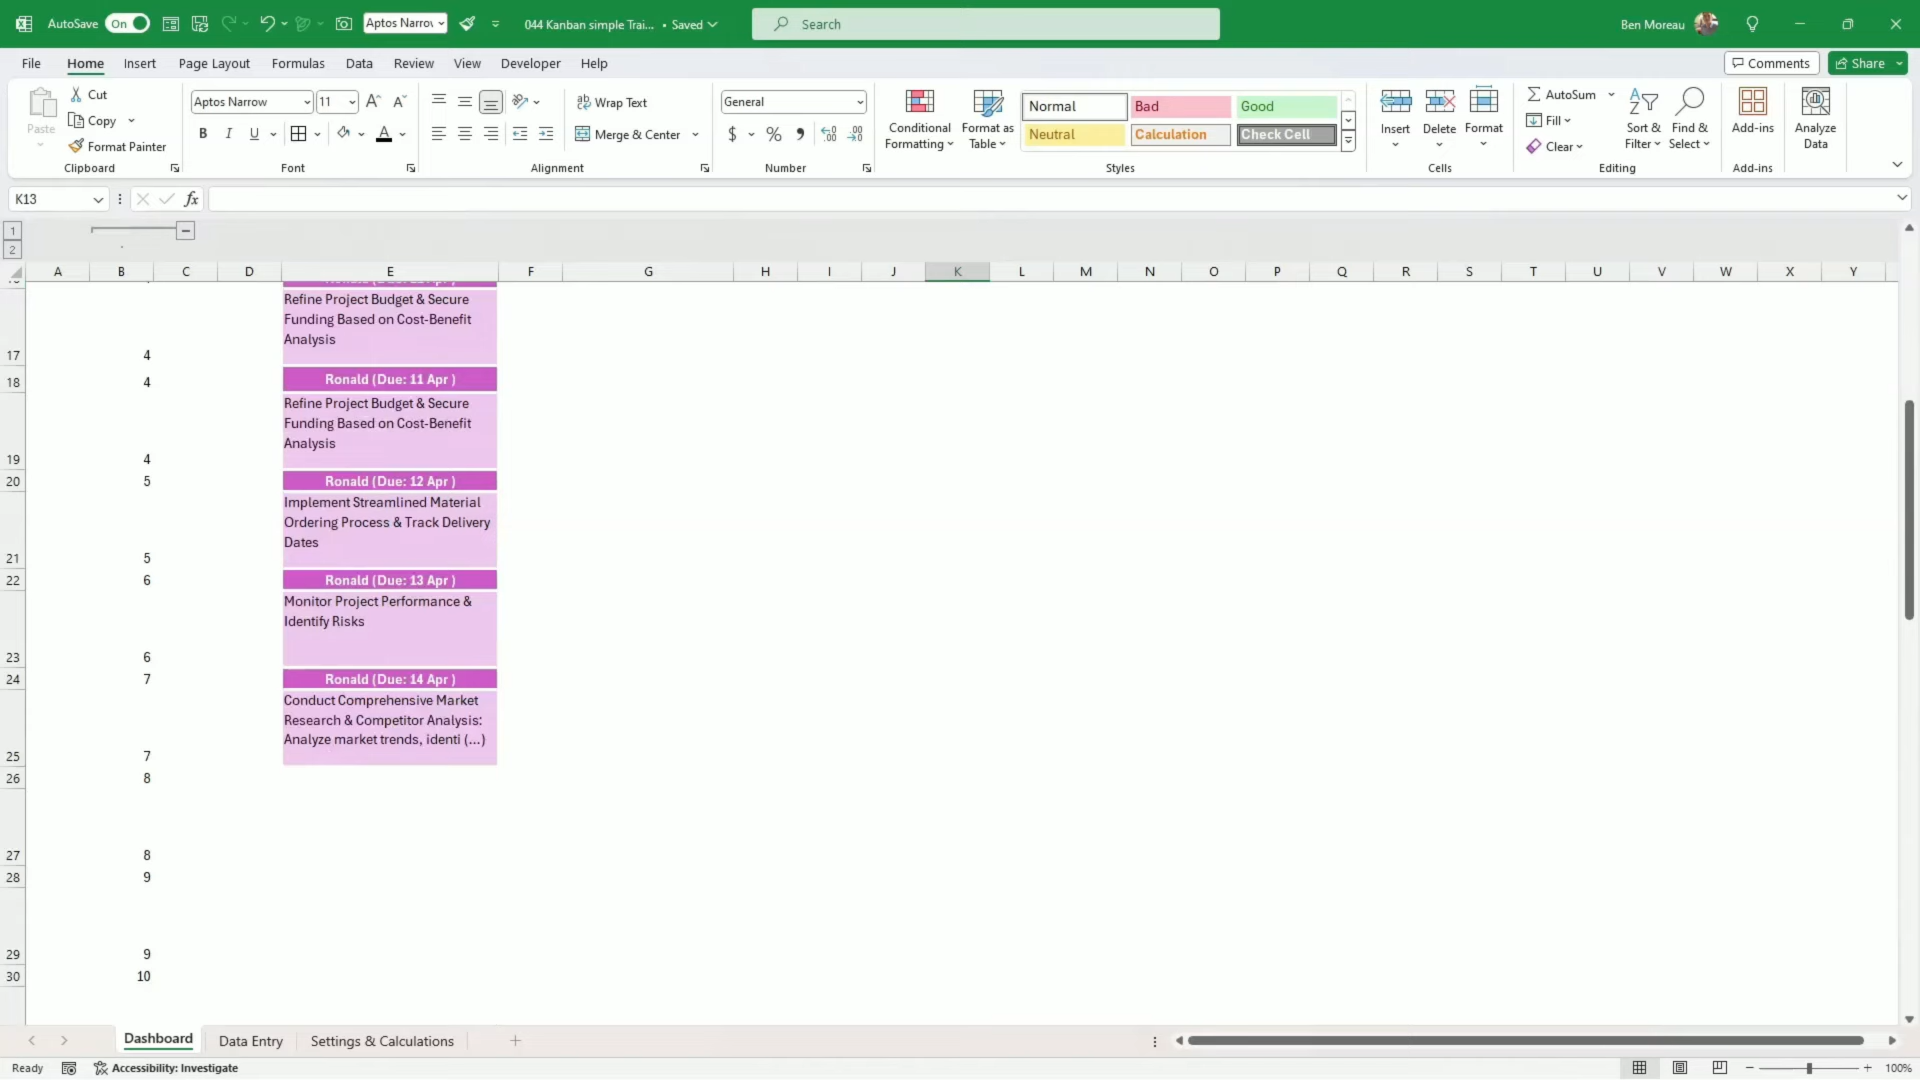 AutoSave On Aptos Narrow 044 Kanban simple Trai... • Saved Search Ben Moreau
File Home Insert Page Layout Formulas Data Review View Developer Help Comments Share
Paste
Cut
Copy
Format Painter
Clipboard
Aptos Narrow 11
B I U
Font
Wrap Text
Merge & Center
Alignment
General
$ % ,
Number
Conditional Formatting
Format as Table
Normal Bad Good
Neutral Calculation Check Cell
Styles
Insert Delete Format
Cells
AutoSum
Fill
Clear
Sort & Filter
Find & Select
Editing
Add-ins
Add-ins
Analyze Data
K13 fx
1
2
A B C D E F G H I J K L M N O P Q R S T U V W X Y
Refine Project Budget & Secure
Funding Based on Cost-Benefit
Analysis
17 4
18 4 Ronald (Due: 11 Apr )
Refine Project Budget & Secure
Funding Based on Cost-Benefit
Analysis
19 4
20 5 Ronald (Due: 12 Apr )
Implement Streamlined Material
Ordering Process & Track Delivery
Dates
21 5
22 6 Ronald (Due: 13 Apr )
Monitor Project Performance &
Identify Risks
23 6
24 7 Ronald (Due: 14 Apr )
Conduct Comprehensive Market
Research & Competitor Analysis:
Analyze market trends, identi (...)
25 7
26 8
27 8
28 9
29 9
30 10
Dashboard Data Entry Settings & Calculations
Ready Accessibility: Investigate 100%